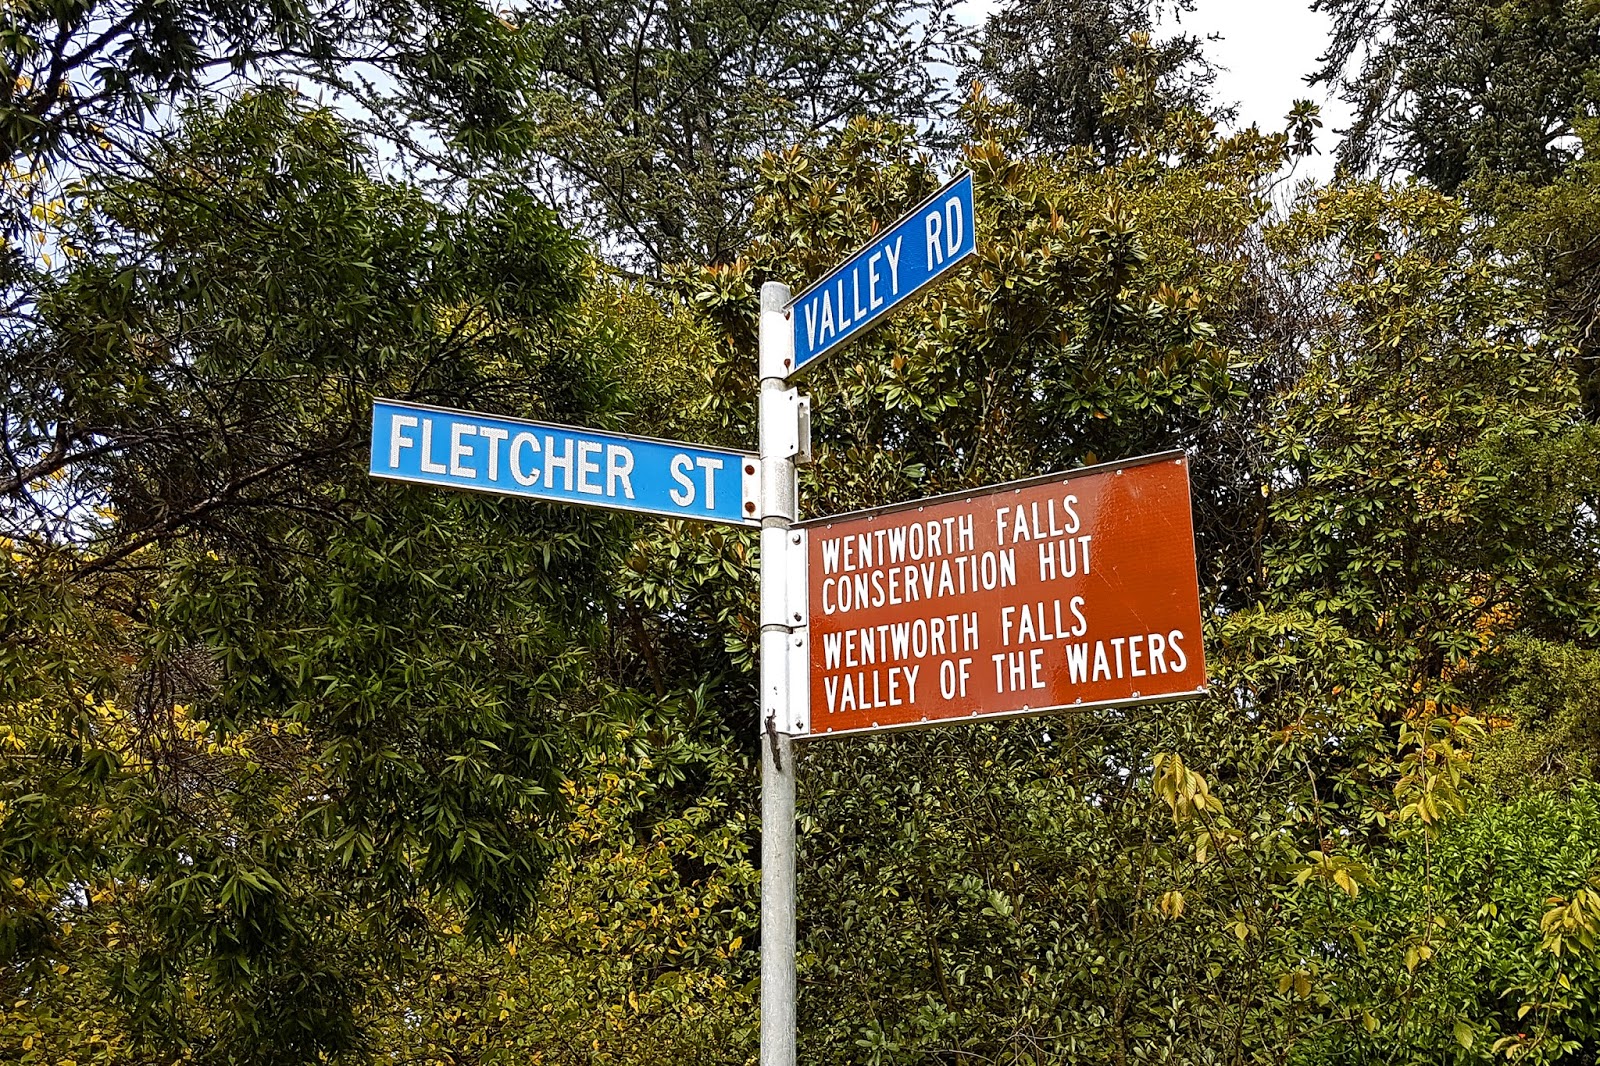 VALLEY RD
FLETCHER ST
WENTWORTH FALLS
CONSERVATION HUT
WENTWORTH FALLS
VALLEY OF THE WATERS